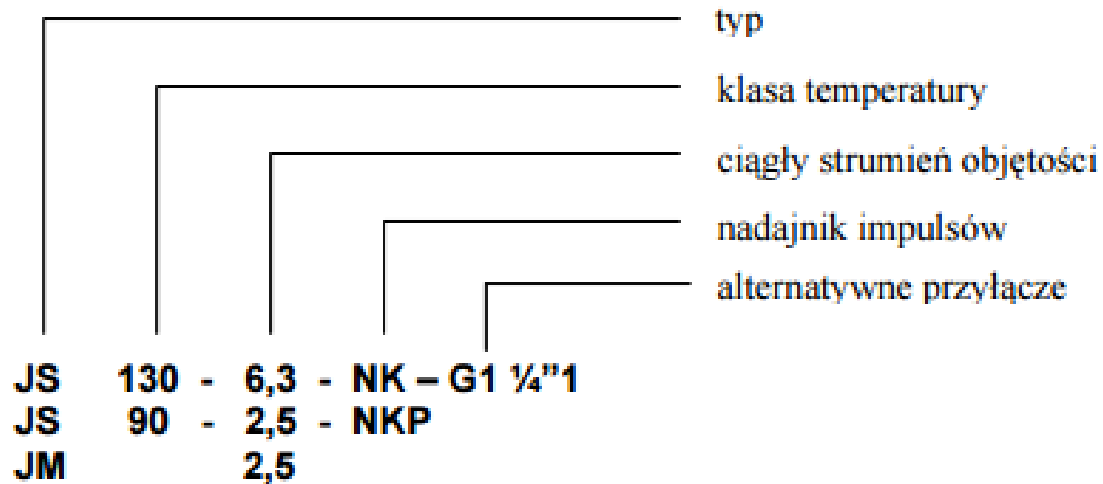 typ
klasa temperatury
ciągły strumień objętości
nadajnik impulsów
alternatywne przyłącze
JS 130 - 6,3 - NK – G1 ¼”1
JS 90 - 2,5 - NKP
JM 2,5